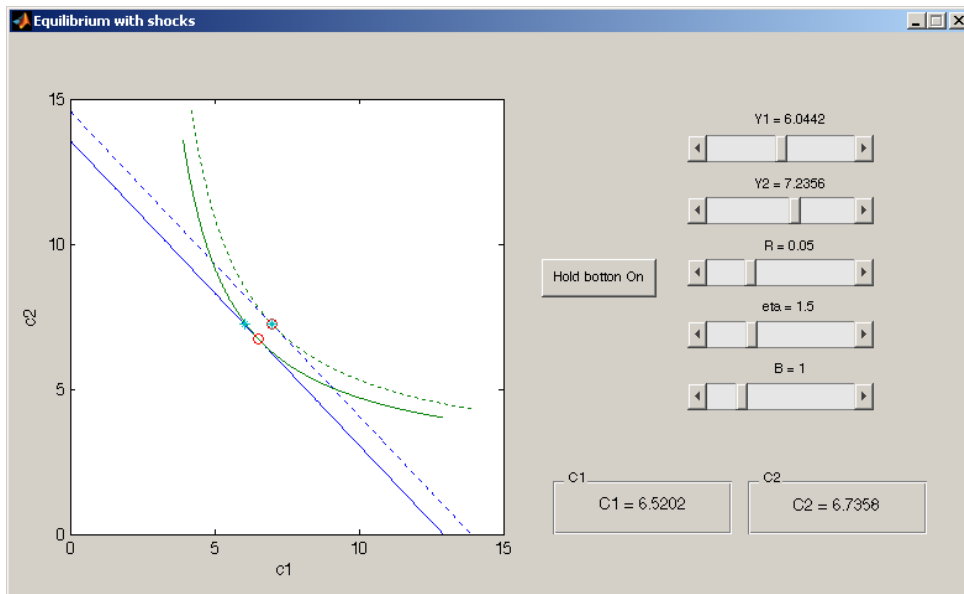 Equilibrium with shocks
15
10
5
0
0
5
10
15
c2
c1
Y1 = 6.0442
Y2 = 7.2356
R = 0.05
eta = 1.5
B = 1
Hold botton On
C1
C1 = 6.5202
C2
C2 = 6.7358